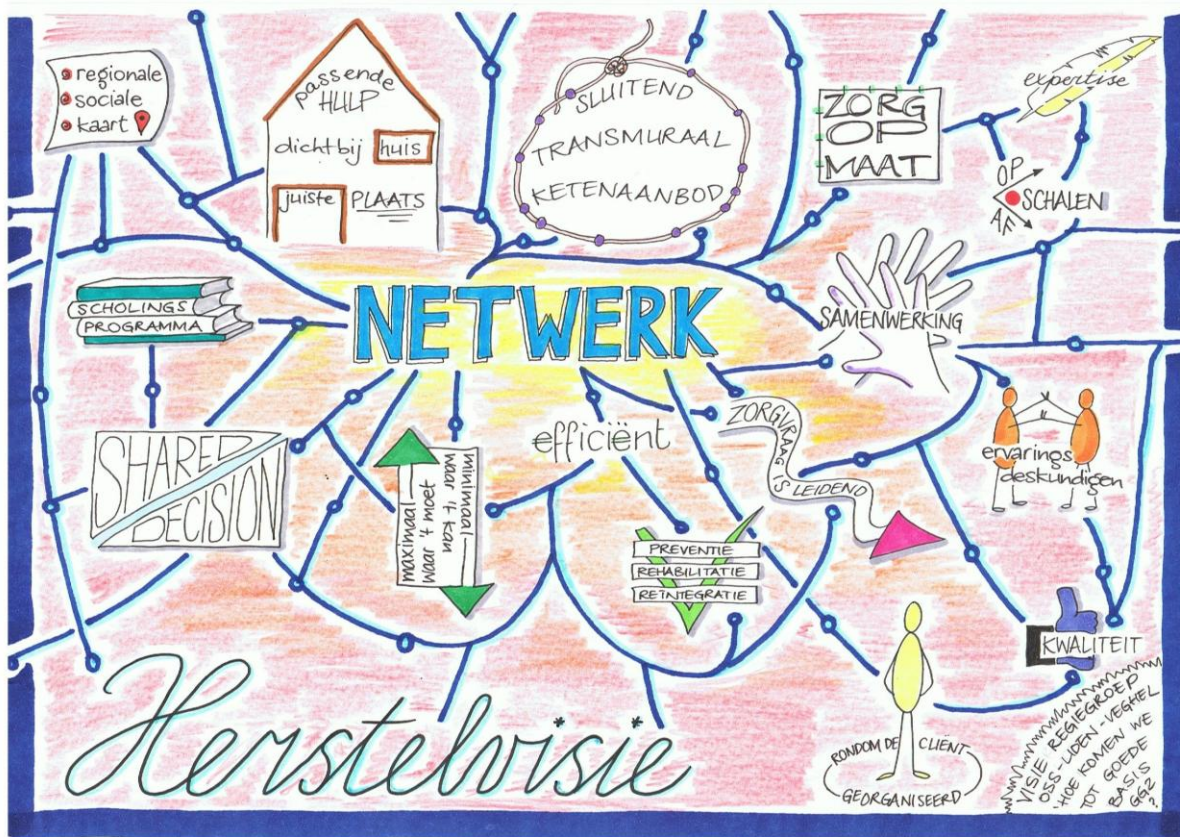 regionale
sociale
kaart
passende
HULP
dichtbij huis
juiste PLAATS
SLUITEND
TRANSMURAAL
KETENAANBOD
ZORG
OP
MAAT
expertise
OP
SCHALEN
AF
SCHOLINGS
PROGRAMMA
NETWERK
SAMENWERKING
SHARED
DECISION
maximaal
waar 't moet
minimaal
waar 't kan
efficiënt
ZORGVRAAG
IS LEIDEND
ervarings
deskundigen
PREVENTIE
REHABILITATIE
REÏNTEGRATIE
KWALITEIT
Herstelvisie
RONDOM DE CLIËNT
GEORGANISEERD
VISIE REGIEGROEP
OSS-UDEN-VEGHEL
'HOE KOMEN WE
TOT GOEDE
BASIS
GGZ
?